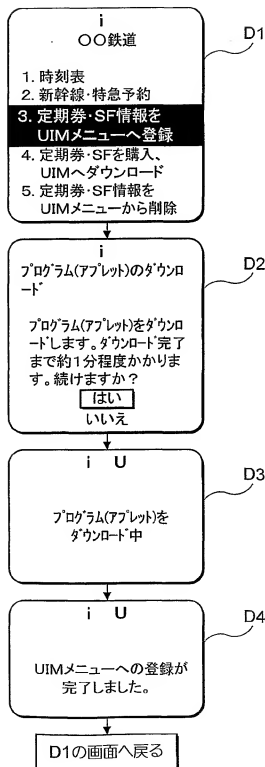 i
○○鉄道
D1
1. 時刻表
2. 新幹線・特急予約
3. 定期券・SF情報を
UIMメニューへ登録
4. 定期券・SFを購入、
UIMへダウンロード
5. 定期券・SF情報を
UIMメニューから削除
i
D2
プログラム(アプレット)のダウンロ
ード
プログラム(アプレット)をダウンロ
ードします。ダウンロード完了
まで約1分程度かかりま
す。続けますか?
はい
いいえ
i U
D3
プログラム(アプレット)を
ダウンロード中
i U
D4
UIMメニューへの登録が
完了しました。
D1の画面へ戻る